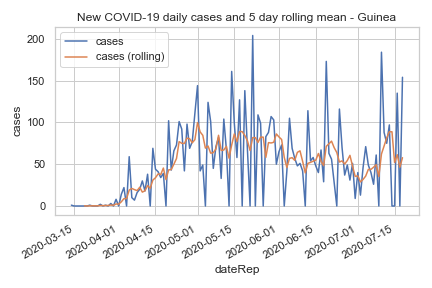 New COVID-19 daily cases and 5 day rolling mean - Guinea
cases
cases (rolling)
cases
200
150
100
50
0
2020-03-15
2020-04-01
2020-04-15
2020-05-01
2020-05-15
2020-06-01
2020-06-15
2020-07-01
2020-07-15
dateRep